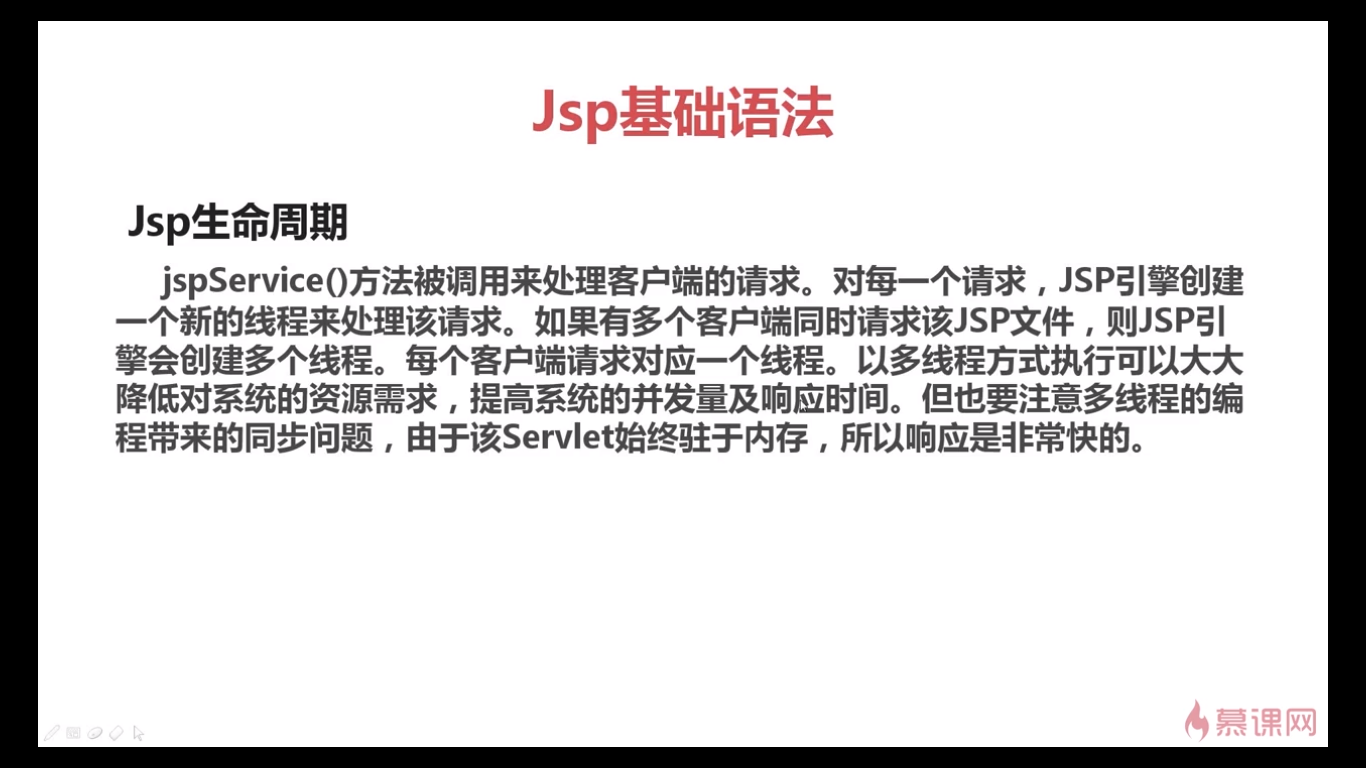 Jsp基础语法
Jsp生命周期
jspService()方法被调用来处理客户端的请求。对每一个请求，JSP引擎创建
一个新的线程来处理该请求。如果有多个客户端同时请求该JSP文件，则JSP引
擎会创建多个线程。每个客户端请求对应一个线程。以多线程方式执行可以大大
降低对系统的资源需求，提高系统的并发量及响应时间。但也要注意多线程的编
程带来的同步问题，由于该Servlet始终驻于内存，所以响应是非常快的。
慕课网